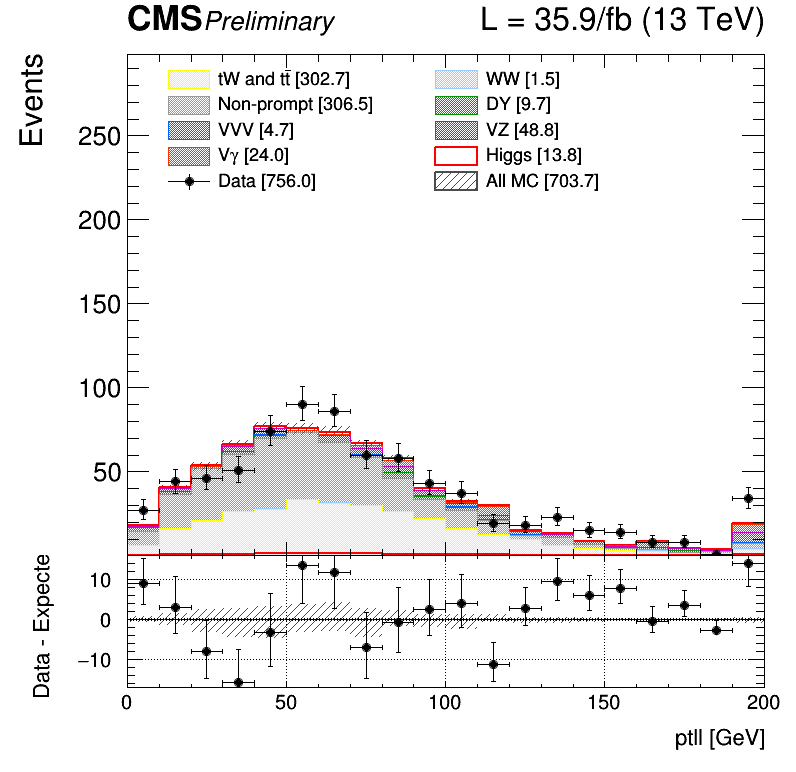 CMS Preliminary L = 35.9/fb (13 TeV)
Events
tW and tt̄ [302.7] WW [1.5]
Non-prompt [306.5] DY [9.7]
VVV [4.7] VZ [48.8]
Vγ [24.0] Higgs [13.8]
Data [756.0] All MC [703.7]
250
200
150
100
50
Data - Expecte
10
0
−10
0 50 100 150 200
ptll [GeV]